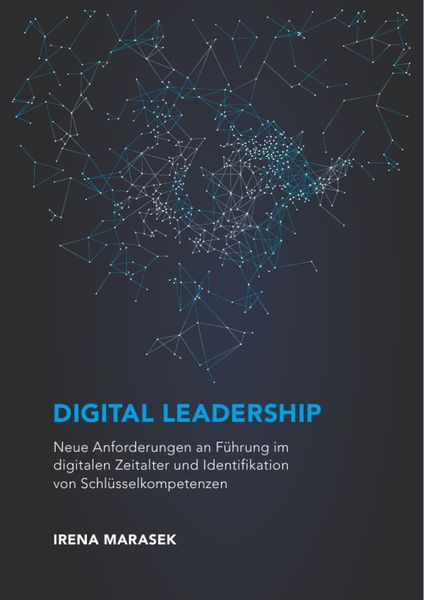 DIGITAL LEADERSHIP
Neue Anforderungen an Führung im
digitalen Zeitalter und Identifikation
von Schlüsselkompetenzen
IRENA MARASEK